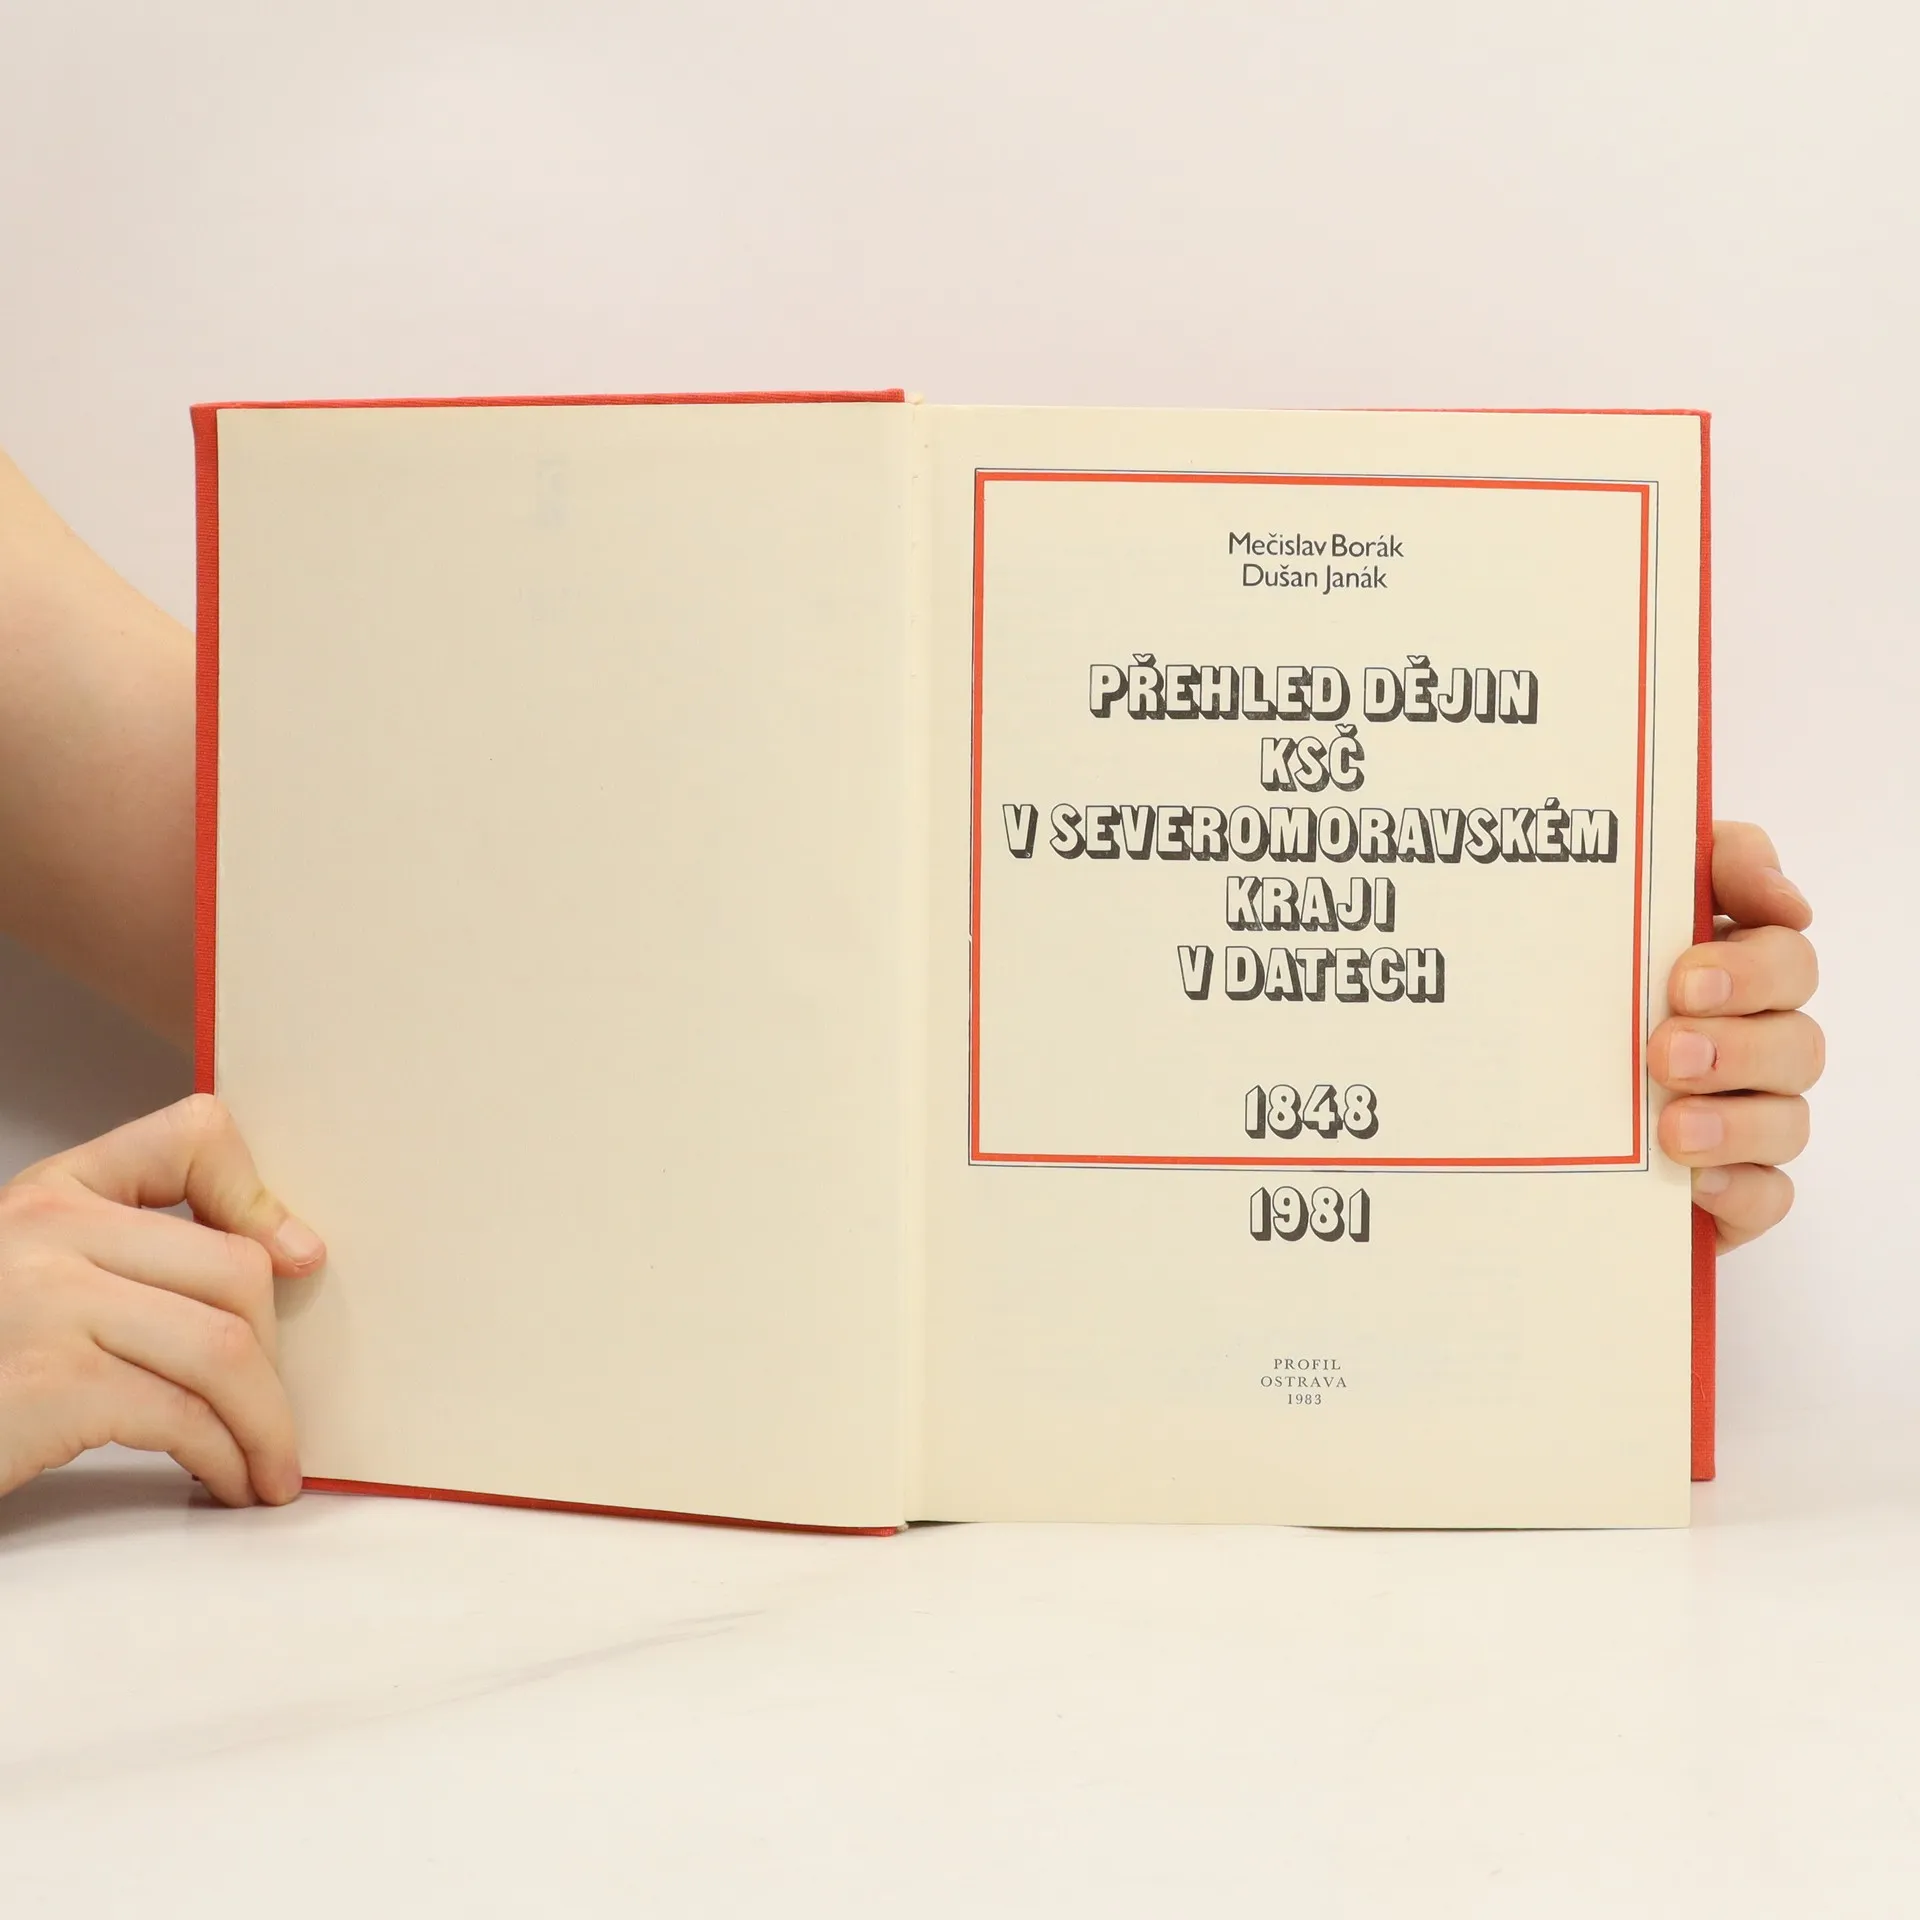 Mečislav Borák
Dušan Janák
PŘEHLED DĚJIN
KSČ
V SEVEROMORAVSKÉM
KRAJI
V DATECH
1848
1981
PROFIL
OSTRAVA
1983